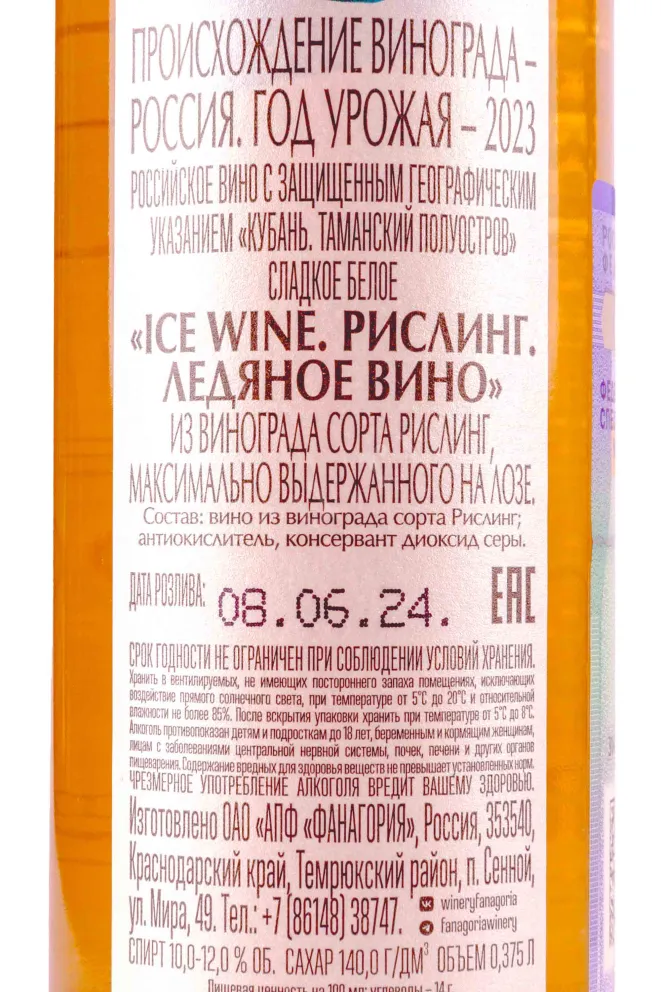 ПРОИСХОЖДЕНИЕ ВИНОГРАДА –
РОССИЯ. ГОД УРОЖАЯ – 2023
РОССИЙСКОЕ ВИНО С ЗАЩИЩЕННЫМ ГЕОГРАФИЧЕСКИМ
УКАЗАНИЕМ «КУБАНЬ. ТАМАНСКИЙ ПОЛУОСТРОВ»
СЛАДКОЕ БЕЛОЕ
«ICE WINE. РИСЛИНГ.
ЛЕДЯНОЕ ВИНО»
ИЗ ВИНОГРАДА СОРТА РИСЛИНГ,
МАКСИМАЛЬНО ВЫДЕРЖАННОГО НА ЛОЗЕ.
Состав: вино из винограда сорта Рислинг;
антиокислитель, консервант диоксид серы.
ДАТА РОЗЛИВА: 08.06.24.
EAC
СРОК ГОДНОСТИ НЕ ОГРАНИЧЕН ПРИ СОБЛЮДЕНИИ УСЛОВИЙ ХРАНЕНИЯ.
Хранить в вентилируемых, не имеющих постороннего запаха помещениях, исключающих
воздействие прямого солнечного света, при температуре от 5°С до 20°С и относительной
влажности не более 85%. После вскрытия упаковки хранить при температуре от 5°С до 8°С.
Алкоголь противопоказан детям и подросткам до 18 лет, беременным и кормящим женщинам,
лицам с заболеваниями центральной нервной системы, почек, печени и других органов
пищеварения. Содержание вредных для здоровья веществ не превышает установленных норм.
ЧРЕЗМЕРНОЕ УПОТРЕБЛЕНИЕ АЛКОГОЛЯ ВРЕДИТ ВАШЕМУ ЗДОРОВЬЮ.
Изготовлено ОАО «АПФ «ФАНАГОРИЯ», Россия, 353540,
Краснодарский край, Темрюкский район, п. Сенной,
ул. Мира, 49. Тел.: +7 (86148) 38747.
wineryfanagoria
fanagoriawinery
СПИРТ 10,0-12,0 % ОБ. САХАР 140,0 Г/ДМ³ ОБЪЕМ 0,375 Л
Пищевая ценность на 100 мл: углеводы – 14 г.